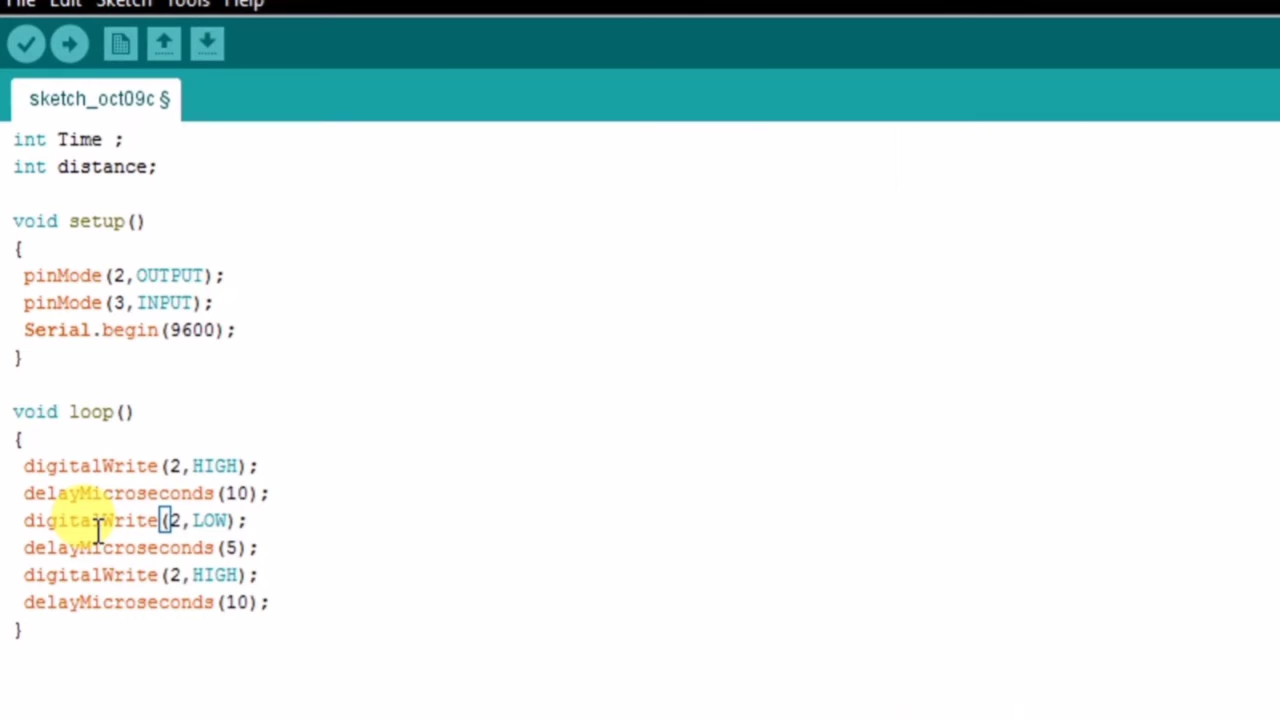 File Edit Sketch Tools Help
sketch_oct09c §
int Time ;
int distance;
void setup()
{
pinMode(2,OUTPUT);
pinMode(3,INPUT);
Serial.begin(9600);
}
void loop()
{
digitalWrite(2,HIGH);
delayMicroseconds(10);
digitalWrite(2,LOW);
delayMicroseconds(5);
digitalWrite(2,HIGH);
delayMicroseconds(10);
}